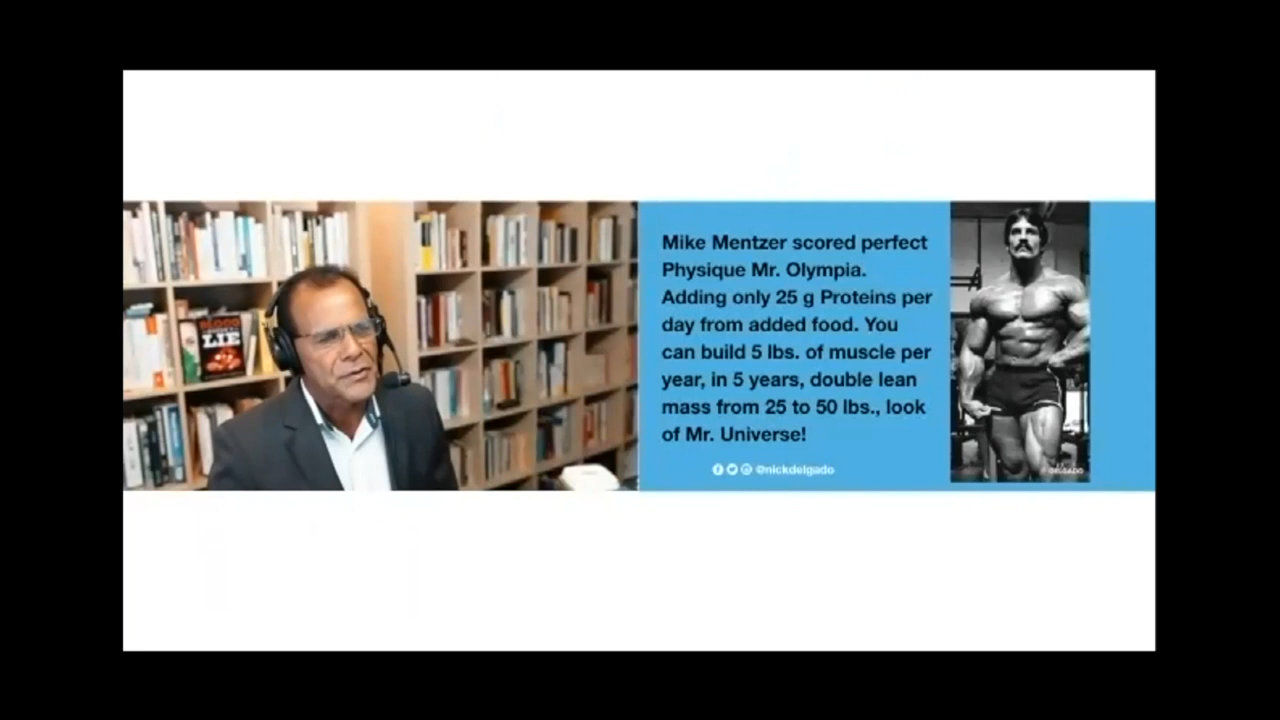 BLOOD
LIE
Mike Mentzer scored perfect
Physique Mr. Olympia.
Adding only 25 g Proteins per
day from added food. You
can build 5 lbs. of muscle per
year, in 5 years, double lean
mass from 25 to 50 lbs., look
of Mr. Universe!
@nickdelgado
DELGADO